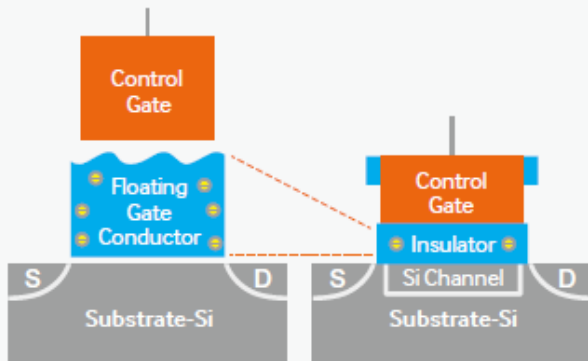 Control
Gate
Floating
Gate
Conductor
S
D
Substrate-Si
Control
Gate
Insulator
S
Si Channel
D
Substrate-Si